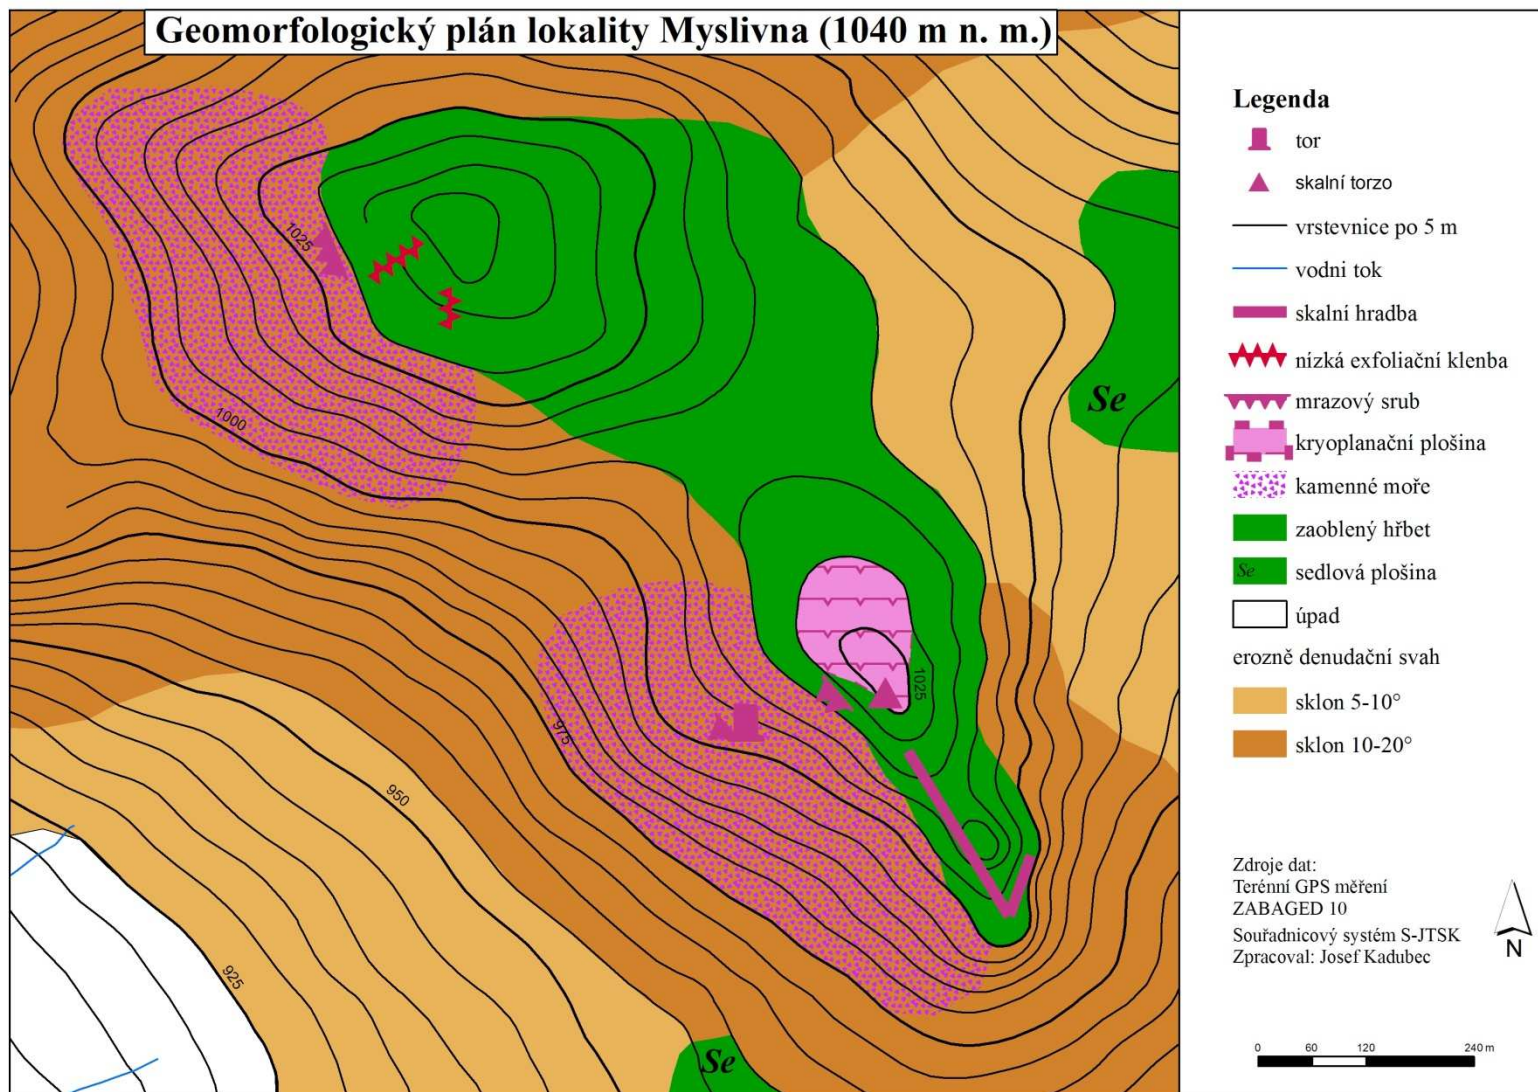 Geomorfologický plán lokality Myslivna (1040 m n. m.)
1025
1000
Se
1025
975
950
925
Se
Legenda
tor
skalní torzo
vrstevnice po 5 m
vodni tok
skalní hradba
nízká exfoliační klenba
mrazový srub
kryoplanační plošina
kamenné moře
zaoblený hřbet
Se sedlová plošina
úpad
erozně denudační svah
sklon 5-10°
sklon 10-20°
Zdroje dat:
Terénní GPS měření
ZABAGED 10
Souřadnicový systém S-JTSK
Zpracoval: Josef Kadubec
N
0 60 120 240 m